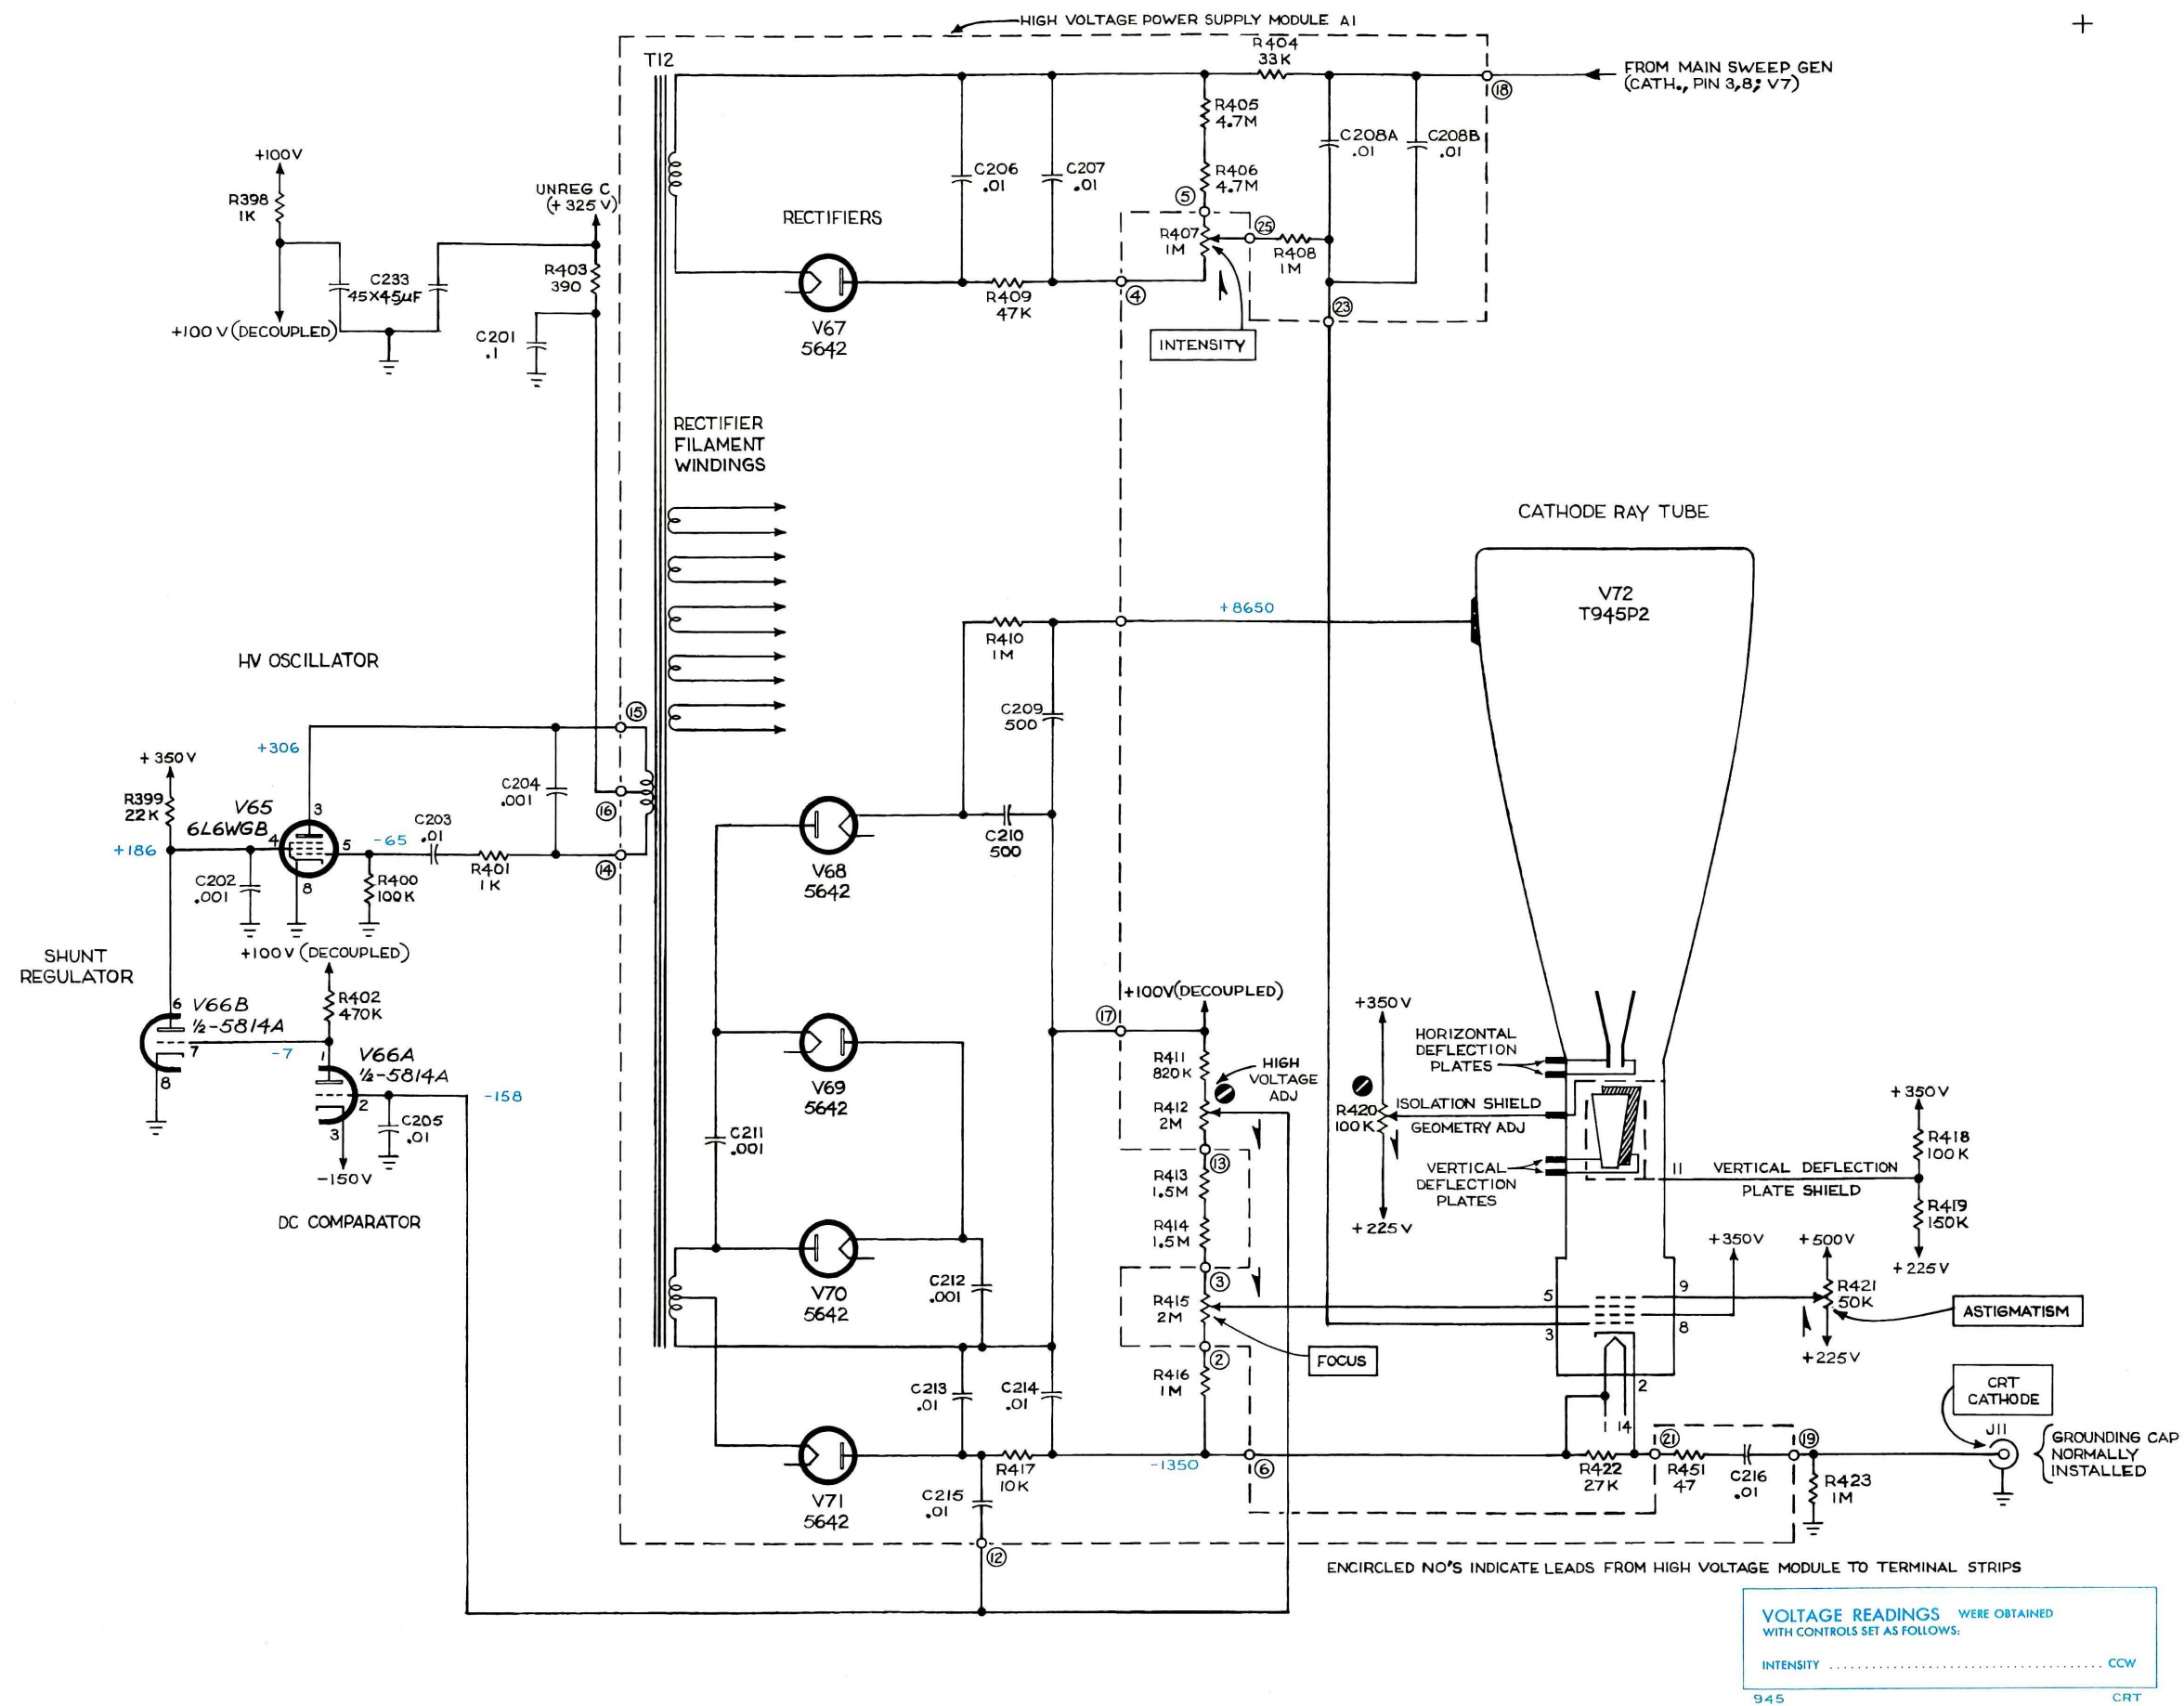 HIGH VOLTAGE POWER SUPPLY MODULE A1
T12
R404
33K
FROM MAIN SWEEP GEN
(CATH., PIN 3,8; V7)
18
R405
4.7M
C208A
.01
C208B
.01
+100V
R398
1K
UNREG C
(+325V)
C206
.01
C207
.01
R406
4.7M
5
RECTIFIERS
R407
1M
25
R408
1M
C233
45X45µF
R403
390
R409
47K
4
23
+100V (DECOUPLED)
C201
.1
V67
5642
INTENSITY
RECTIFIER
FILAMENT
WINDINGS
CATHODE RAY TUBE
V72
T945P2
+8650
R410
1M
HV OSCILLATOR
C209
500
15
+306
+350V
R399
22K
V65
6L6WGB
3
C204
.001
16
C203
.01
4
5
-65
+186
C210
500
R401
1K
14
C202
.001
8
R400
100K
V68
5642
SHUNT
REGULATOR
+100V (DECOUPLED)
+100V (DECOUPLED)
R402
470K
6
V66B
½-5814A
7
-7
1
V66A
½-5814A
8
2
-158
C205
.01
3
-150V
DC COMPARATOR
17
+350V
HORIZONTAL
DEFLECTION
PLATES
R411
820K
HIGH
VOLTAGE
ADJ
R412
2M
V69
5642
R420
100K
ISOLATION SHIELD
GEOMETRY ADJ
+350V
C211
.001
13
R413
1.5M
VERTICAL
DEFLECTION
PLATES
11
VERTICAL DEFLECTION
PLATE SHIELD
R418
100K
R419
150K
R414
1.5M
+225V
+350V
+500V
+225V
3
C212
.001
V70
5642
R415
2M
5
9
R421
50K
ASTIGMATISM
3
8
2
FOCUS
+225V
C213
.01
C214
.01
R416
1M
2
CRT
CATHODE
1
14
J11
GROUNDING CAP
NORMALLY
INSTALLED
21
19
R417
10K
-1350
6
R422
27K
R451
47
C216
.01
R423
1M
V71
5642
C215
.01
12
ENCIRCLED NO'S INDICATE LEADS FROM HIGH VOLTAGE MODULE TO TERMINAL STRIPS
VOLTAGE READINGS WERE OBTAINED
WITH CONTROLS SET AS FOLLOWS:
INTENSITY ....................................... CCW
945
CRT